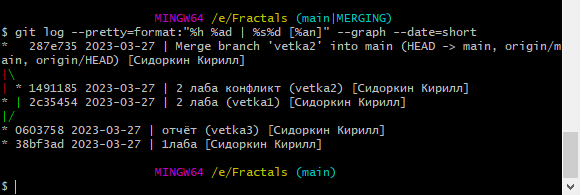 MINGW64 /e/Fractals (main|MERGING)
$ git log --pretty=format:"%h %ad | %s%d [%an]" --graph --date=short
*   287e735 2023-03-27 | Merge branch 'vetka2' into main (HEAD -> main, origin/m
ain, origin/HEAD) [Сидоркин Кирилл]
|\
| * 1491185 2023-03-27 | 2 лаба конфликт (vetka2) [Сидоркин Кирилл]
* | 2c35454 2023-03-27 | 2 лаба (vetka1) [Сидоркин Кирилл]
|/
* 0603758 2023-03-27 | отчёт (vetka3) [Сидоркин Кирилл]
* 38bf3ad 2023-03-27 | 1лаба [Сидоркин Кирилл]
MINGW64 /e/Fractals (main)
$